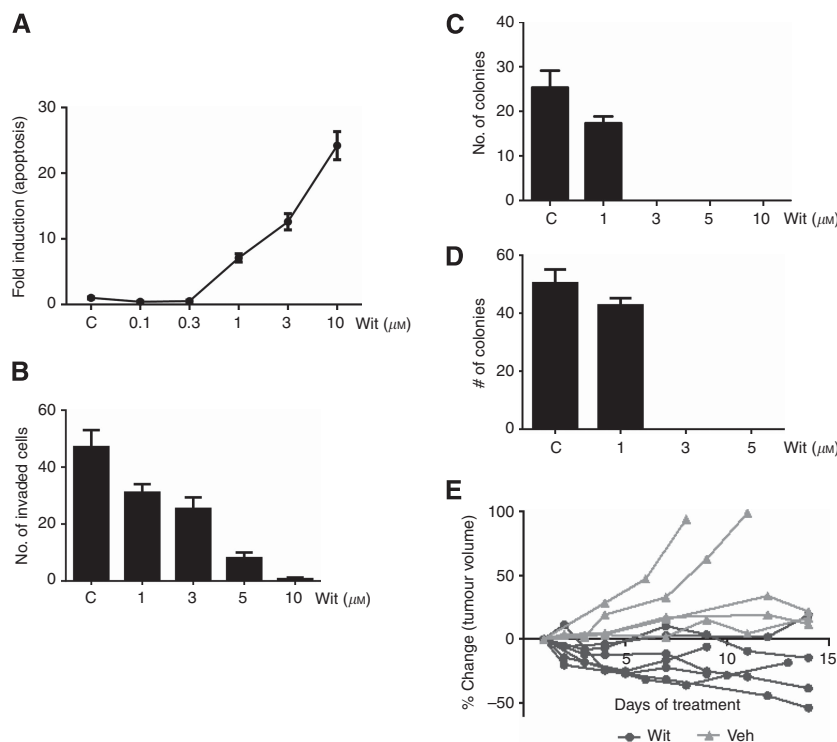 A
Fold induction (apoptosis)
30
20
10
0
C 0.1 0.3 1 3 10 Wit (μM)
B
No. of invaded cells
60
40
20
0
C 1 3 5 10 Wit (μM)
C
No. of colonies
40
30
20
10
0
C 1 3 5 10 Wit (μM)
D
# of colonies
60
40
20
0
C 1 3 5 Wit (μM)
E
% Change (tumour volume)
100
50
0
–50
5 10 15
Days of treatment
Wit Veh